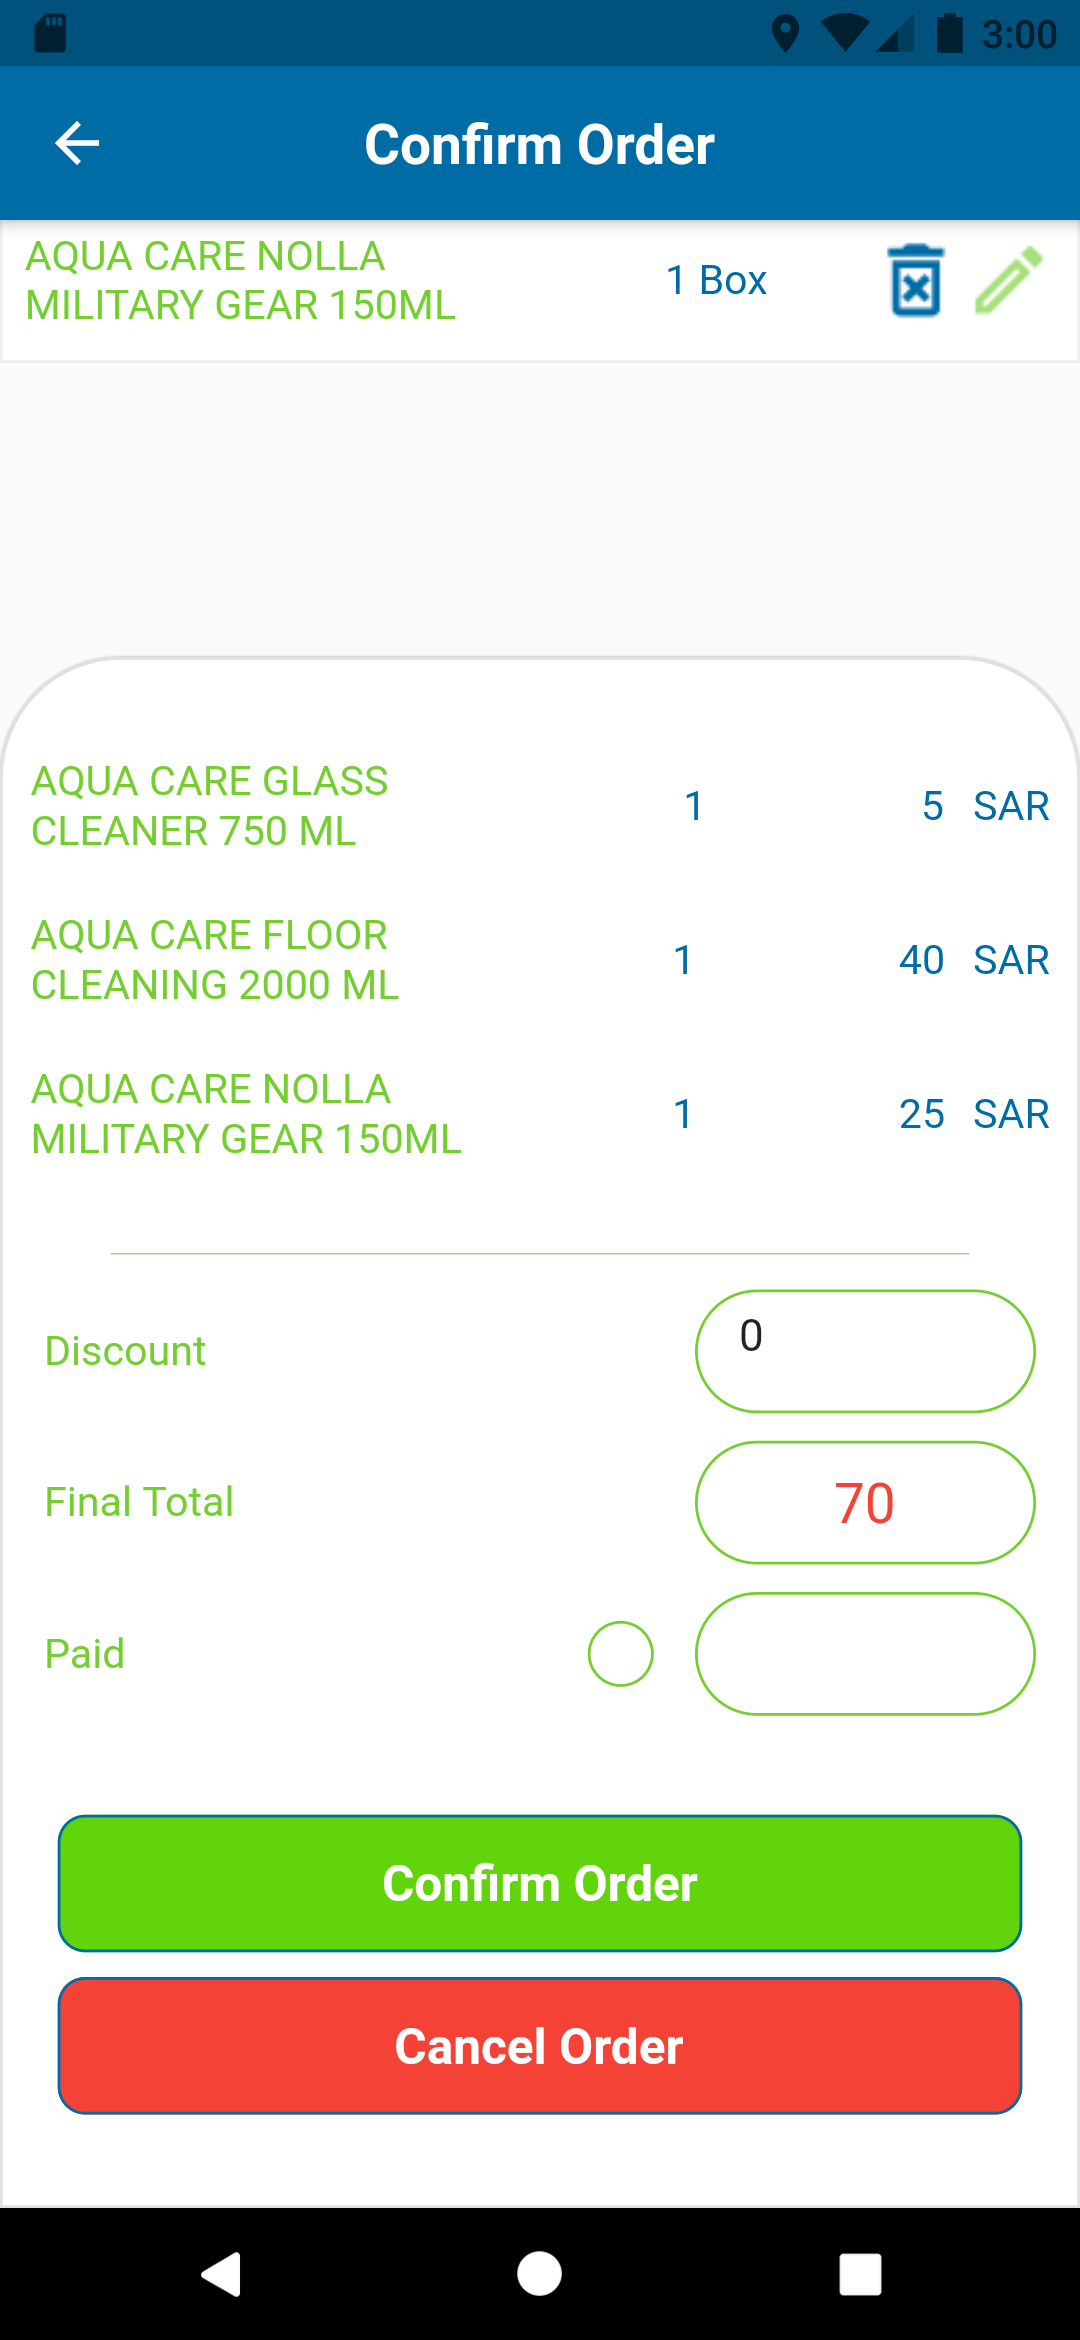 3:00
Confirm Order
AQUA CARE NOLLA
MILITARY GEAR 150ML
1 Box
AQUA CARE GLASS
CLEANER 750 ML
1
5 SAR
AQUA CARE FLOOR
CLEANING 2000 ML
1
40 SAR
AQUA CARE NOLLA
MILITARY GEAR 150ML
1
25 SAR
Discount
0
Final Total
70
Paid
Confirm Order
Cancel Order